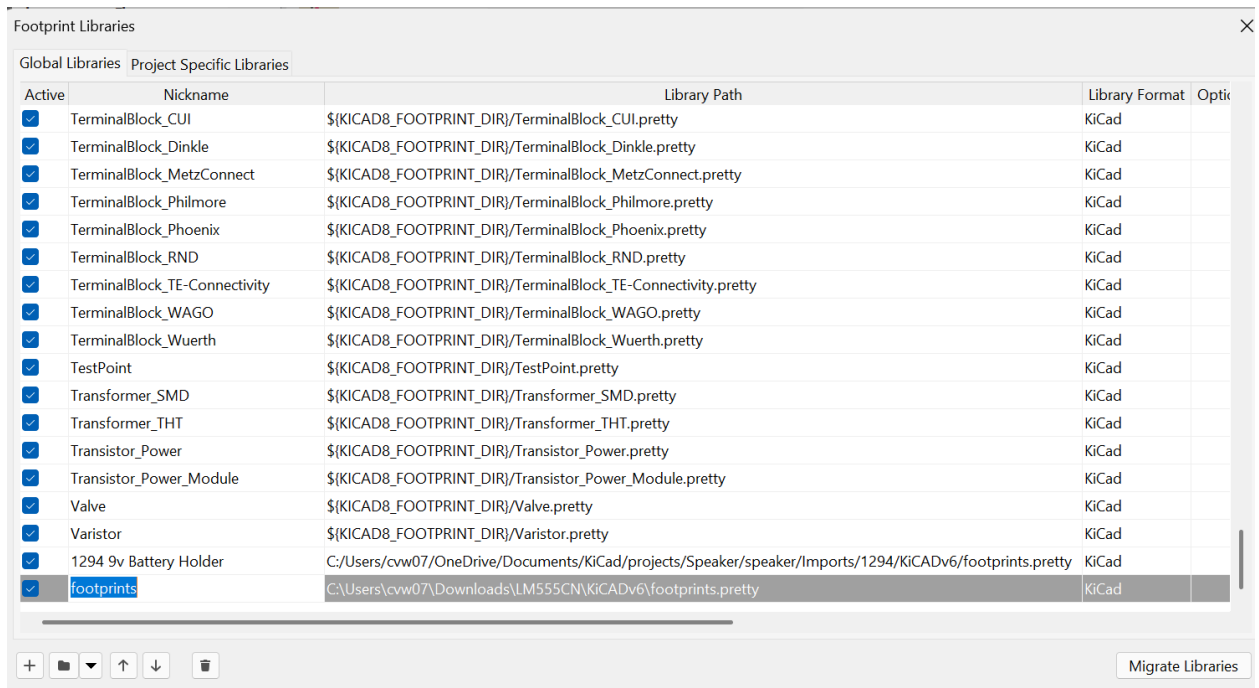 Footprint Libraries
Global Libraries Project Specific Libraries
Active Nickname Library Path Library Format Optic
TerminalBlock_CUI ${KICAD8_FOOTPRINT_DIR}/TerminalBlock_CUI.pretty KiCad
TerminalBlock_Dinkle ${KICAD8_FOOTPRINT_DIR}/TerminalBlock_Dinkle.pretty KiCad
TerminalBlock_MetzConnect ${KICAD8_FOOTPRINT_DIR}/TerminalBlock_MetzConnect.pretty KiCad
TerminalBlock_Philmore ${KICAD8_FOOTPRINT_DIR}/TerminalBlock_Philmore.pretty KiCad
TerminalBlock_Phoenix ${KICAD8_FOOTPRINT_DIR}/TerminalBlock_Phoenix.pretty KiCad
TerminalBlock_RND ${KICAD8_FOOTPRINT_DIR}/TerminalBlock_RND.pretty KiCad
TerminalBlock_TE-Connectivity ${KICAD8_FOOTPRINT_DIR}/TerminalBlock_TE-Connectivity.pretty KiCad
TerminalBlock_WAGO ${KICAD8_FOOTPRINT_DIR}/TerminalBlock_WAGO.pretty KiCad
TerminalBlock_Wuerth ${KICAD8_FOOTPRINT_DIR}/TerminalBlock_Wuerth.pretty KiCad
TestPoint ${KICAD8_FOOTPRINT_DIR}/TestPoint.pretty KiCad
Transformer_SMD ${KICAD8_FOOTPRINT_DIR}/Transformer_SMD.pretty KiCad
Transformer_THT ${KICAD8_FOOTPRINT_DIR}/Transformer_THT.pretty KiCad
Transistor_Power ${KICAD8_FOOTPRINT_DIR}/Transistor_Power.pretty KiCad
Transistor_Power_Module ${KICAD8_FOOTPRINT_DIR}/Transistor_Power_Module.pretty KiCad
Valve ${KICAD8_FOOTPRINT_DIR}/Valve.pretty KiCad
Varistor ${KICAD8_FOOTPRINT_DIR}/Varistor.pretty KiCad
1294 9v Battery Holder C:/Users/cvw07/OneDrive/Documents/KiCad/projects/Speaker/speaker/Imports/1294/KiCADv6/footprints.pretty KiCad
footprints C:\Users\cvw07\Downloads\LM555CN\KiCADv6\footprints.pretty KiCad
Migrate Libraries